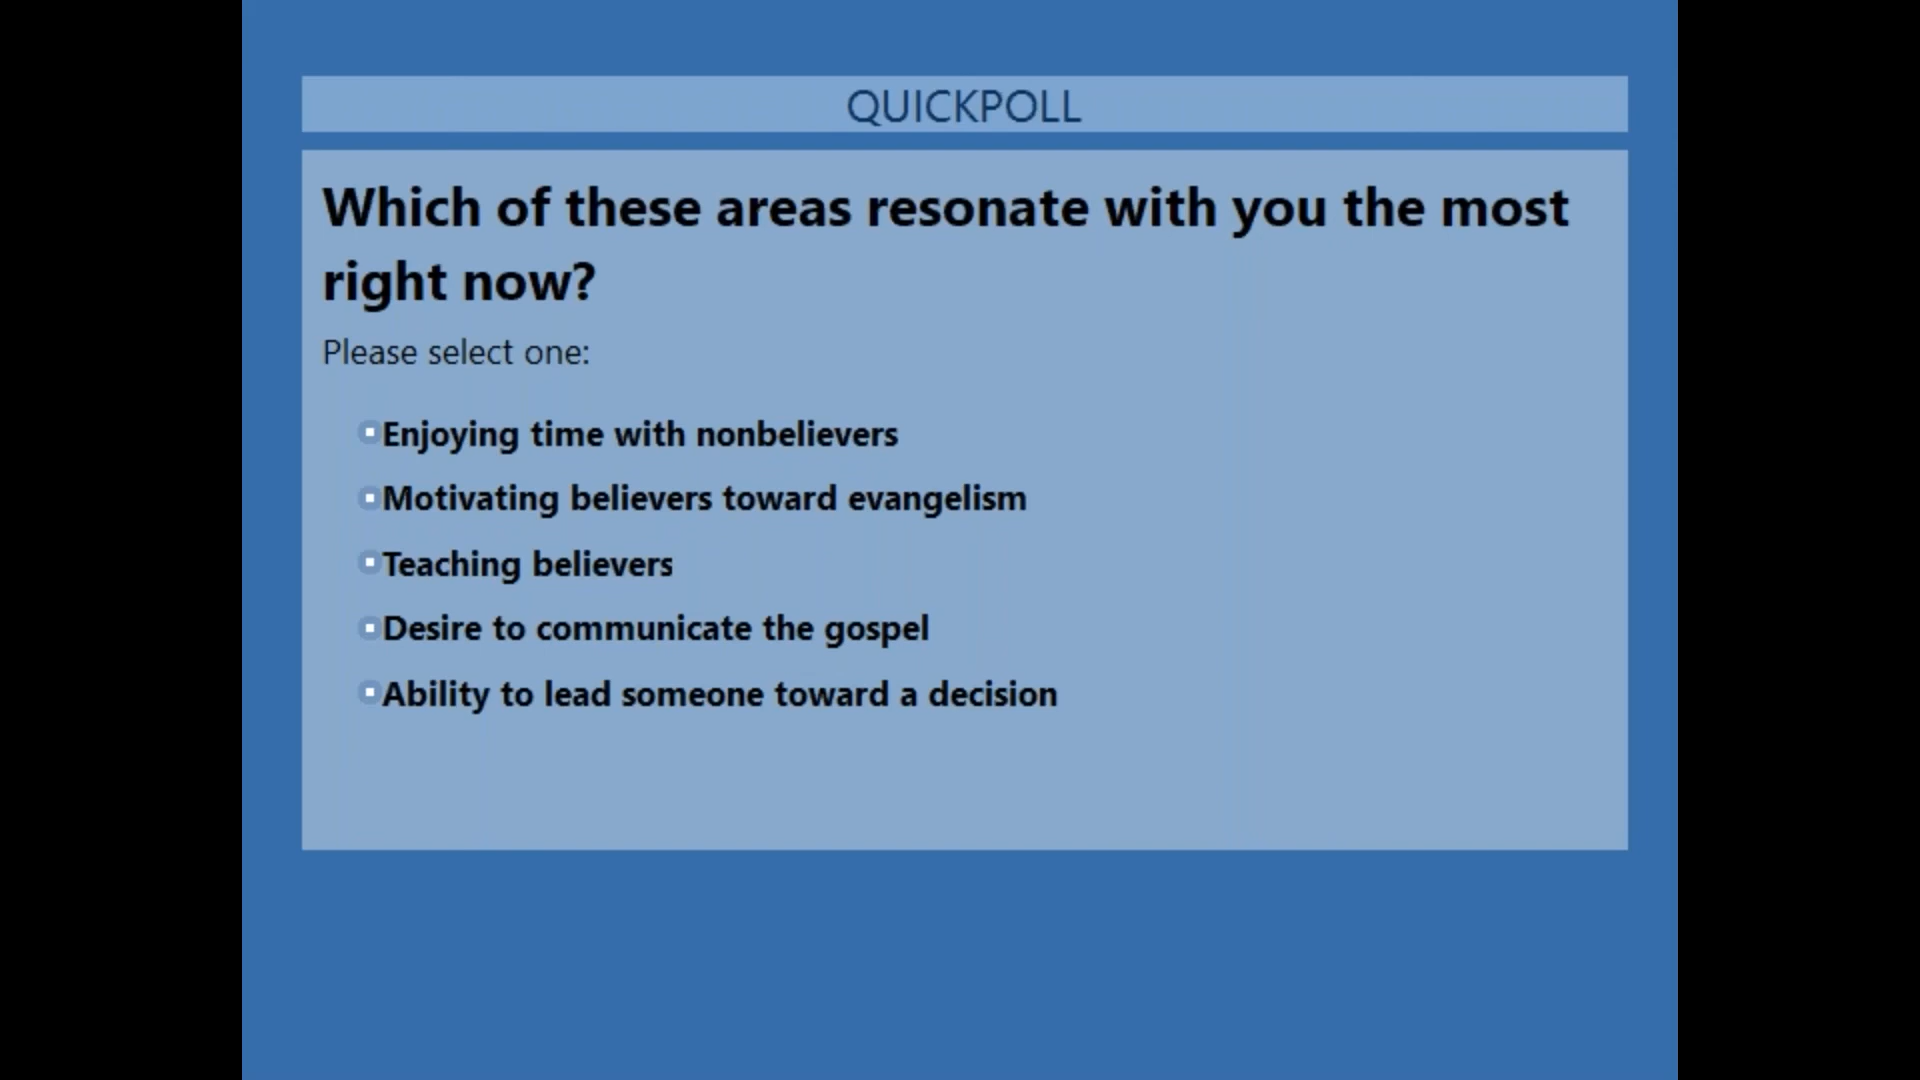 QUICKPOLL
Which of these areas resonate with you the most
right now?
Please select one:
Enjoying time with nonbelievers
Motivating believers toward evangelism
Teaching believers
Desire to communicate the gospel
Ability to lead someone toward a decision